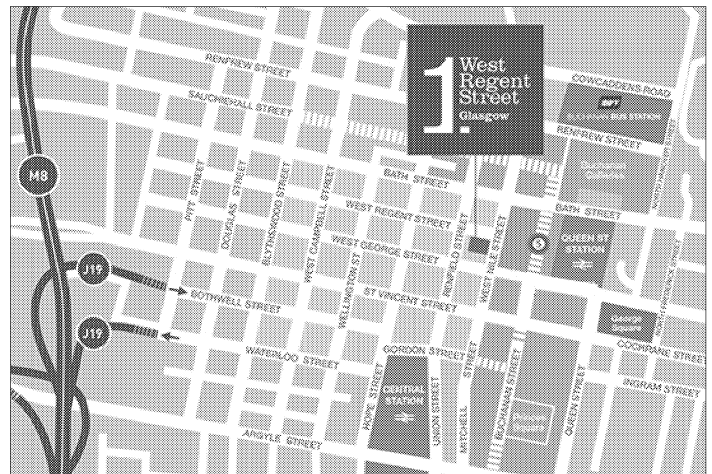 1.
West
Regent
Street
Glasgow
RENFREW STREET
SAUCHIEHALL STREET
COWCADDENS ROAD
BUCHANAN BUS STATION
RENFREW STREET
M8
PITT STREET
DOUGLAS STREET
BLYTHSWOOD STREET
WEST CAMPBELL STREET
WELLINGTON ST
BATH STREET
BATH STREET
WEST REGENT STREET
WEST GEORGE STREET
RENFIELD STREET
WEST NILE STREET
S
QUEEN ST
STATION
J19
BOTHWELL STREET
ST VINCENT STREET
George
Square
J19
WATERLOO STREET
GORDON STREET
COCHRANE STREET
INGRAM STREET
HOPE STREET
CENTRAL
STATION
UNION STREET
MITCHELL STREET
BUCHANAN STREET
Square
QUEEN STREET
ARGYLE STREET